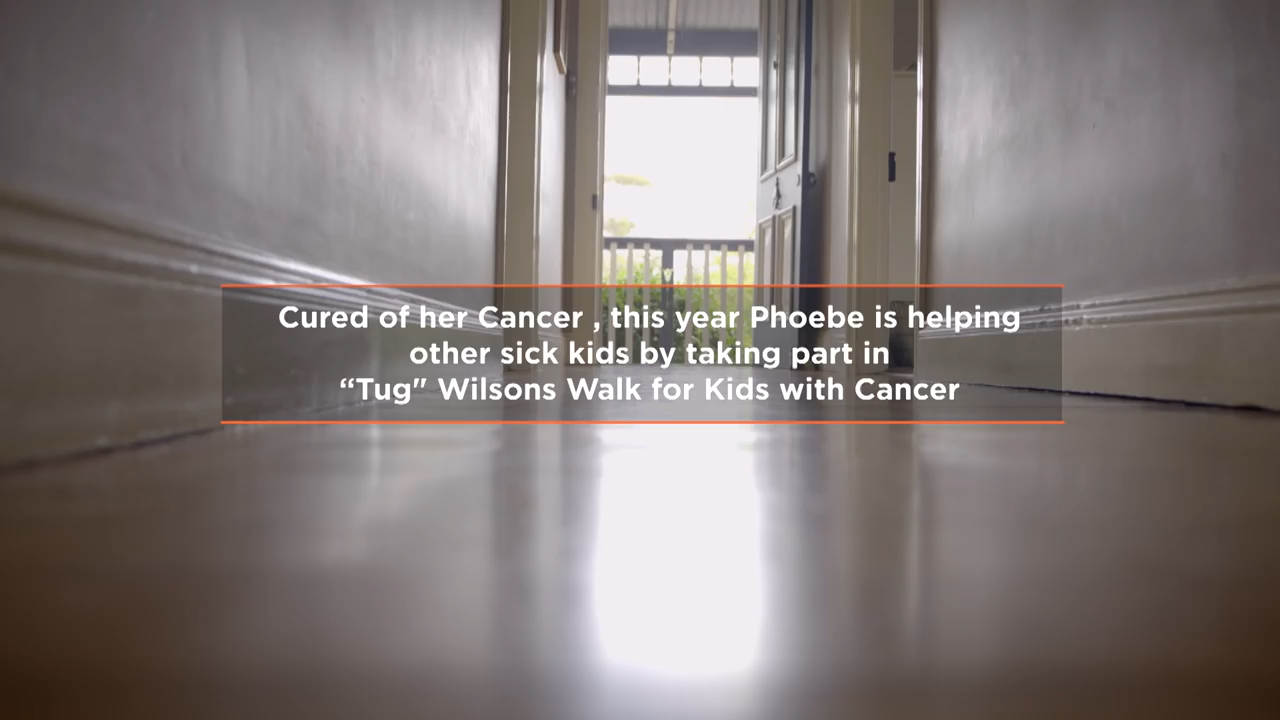 Cured of her Cancer , this year Phoebe is helping
other sick kids by taking part in
“Tug" Wilsons Walk for Kids with Cancer